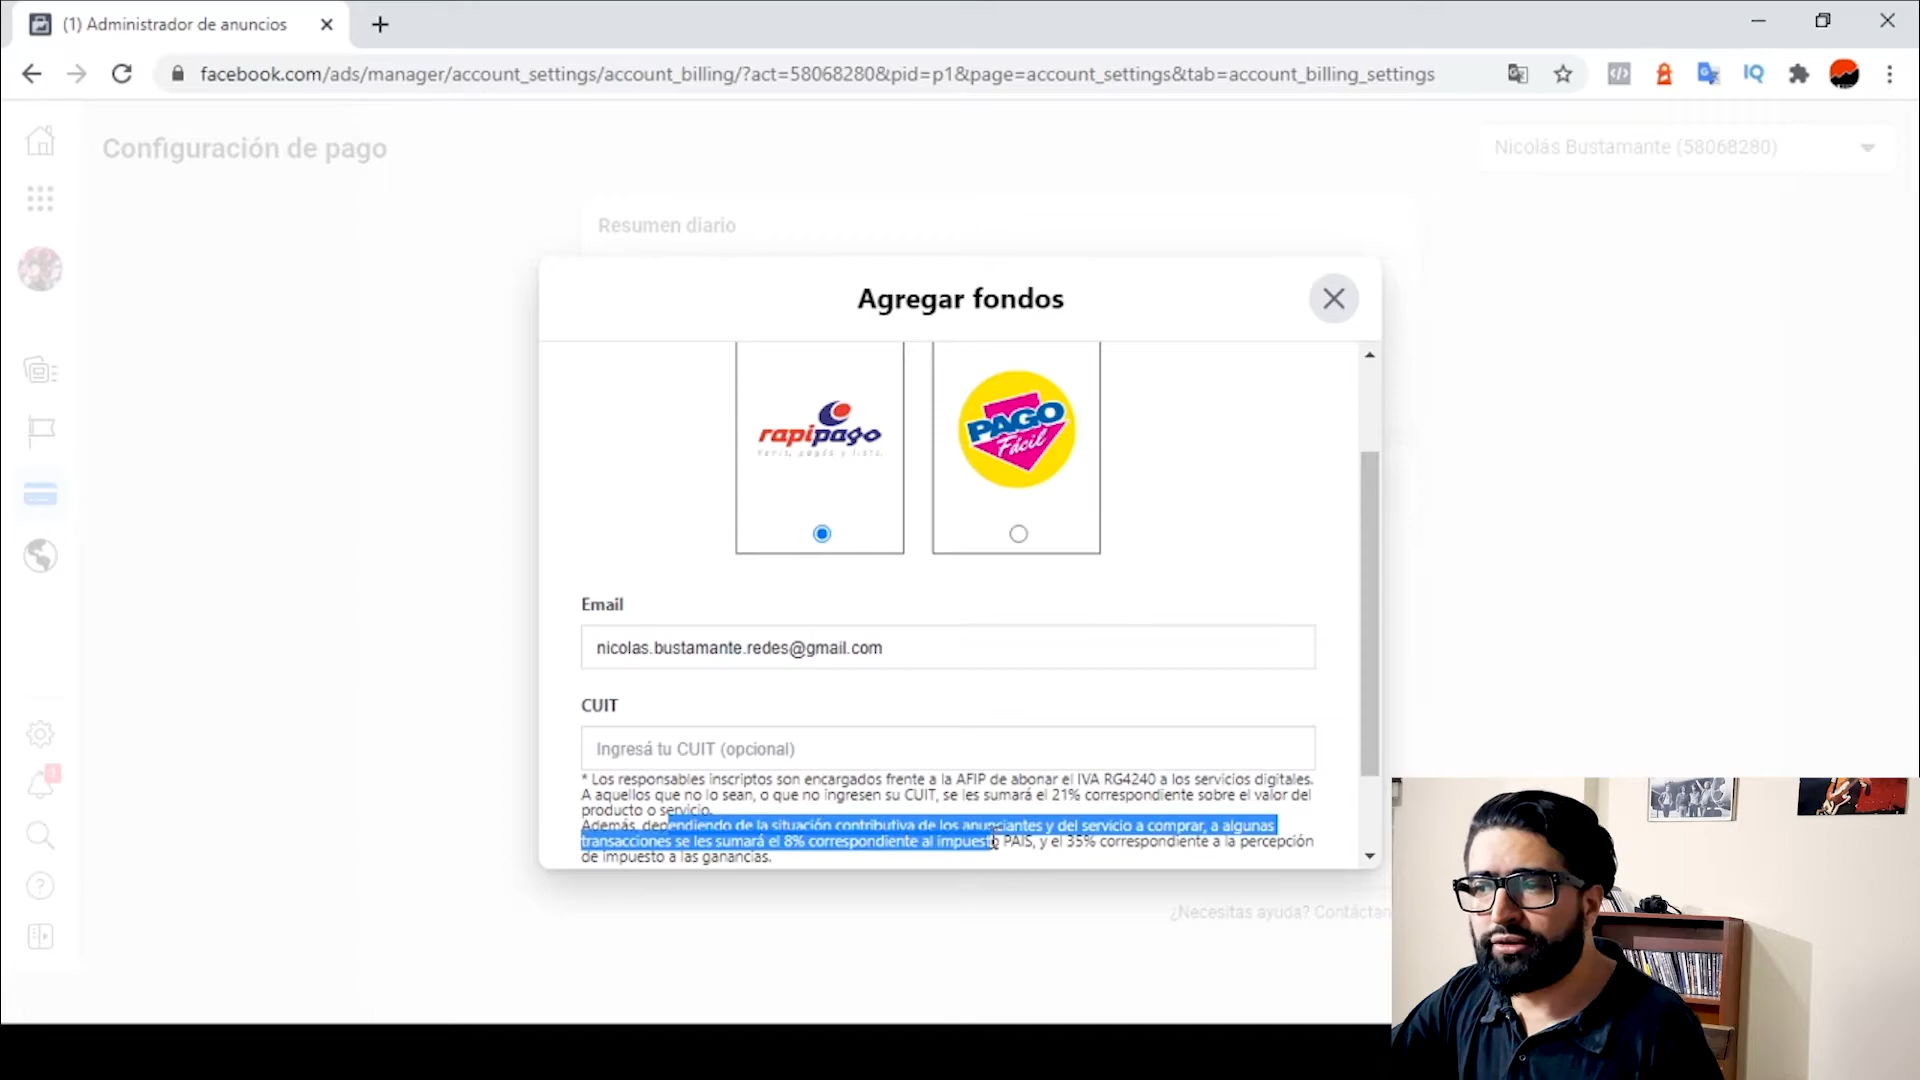 (1) Administrador de anuncios
facebook.com/ads/manager/account_settings/account_billing/?act=58068280&pid=p1&page=account_settings&tab=account_billing_settings
IQ
Configuración de pago
Nicolás Bustamante (58068280)
Resumen diario
Agregar fondos
rapipago
Vení, pagás y listo.
PAGO
Fácil
Email
nicolas.bustamante.redes@gmail.com
CUIT
Ingresá tu CUIT (opcional)
* Los responsables inscriptos son encargados frente a la AFIP de abonar el IVA RG4240 a los servicios digitales.
A aquellos que no lo sean, o que no ingresen su CUIT, se les sumará el 21% correspondiente sobre el valor del
producto o servicio.
Además, dependiendo de la situación contributiva de los anunciantes y del servicio a comprar, a algunas
transacciones se les sumará el 8% correspondiente al impuesto PAIS, y el 35% correspondiente a la percepción
de impuesto a las ganancias.
1
¿Necesitas ayuda? Contáctan